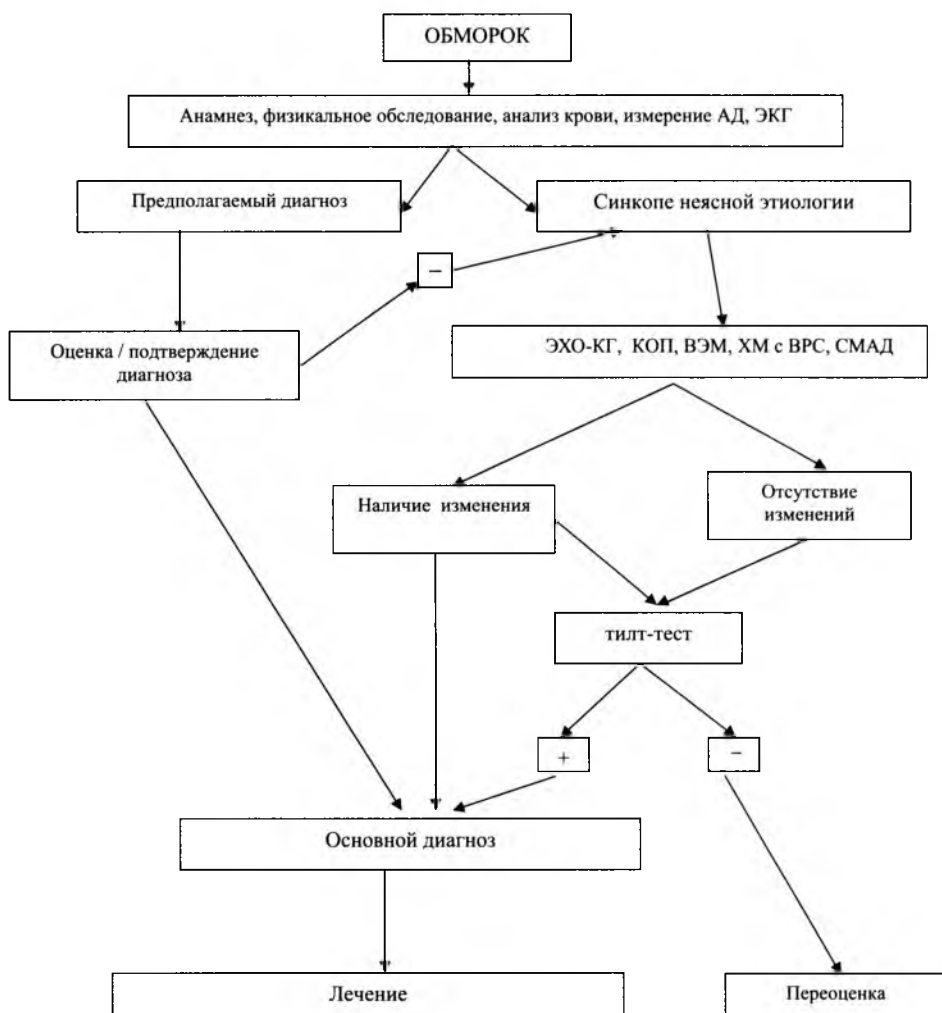 ОБМОРОК
Анамнез, физикальное обследование, анализ крови, измерение АД, ЭКГ
Предполагаемый диагноз
Синкопе неясной этиологии
–
Оценка / подтверждение
диагноза
ЭХО-КГ, КОП, ВЭМ, ХМ с ВРС, СМАД
Наличие изменения
Отсутствие
изменений
тилт-тест
+
–
Основной диагноз
Лечение
Переоценка